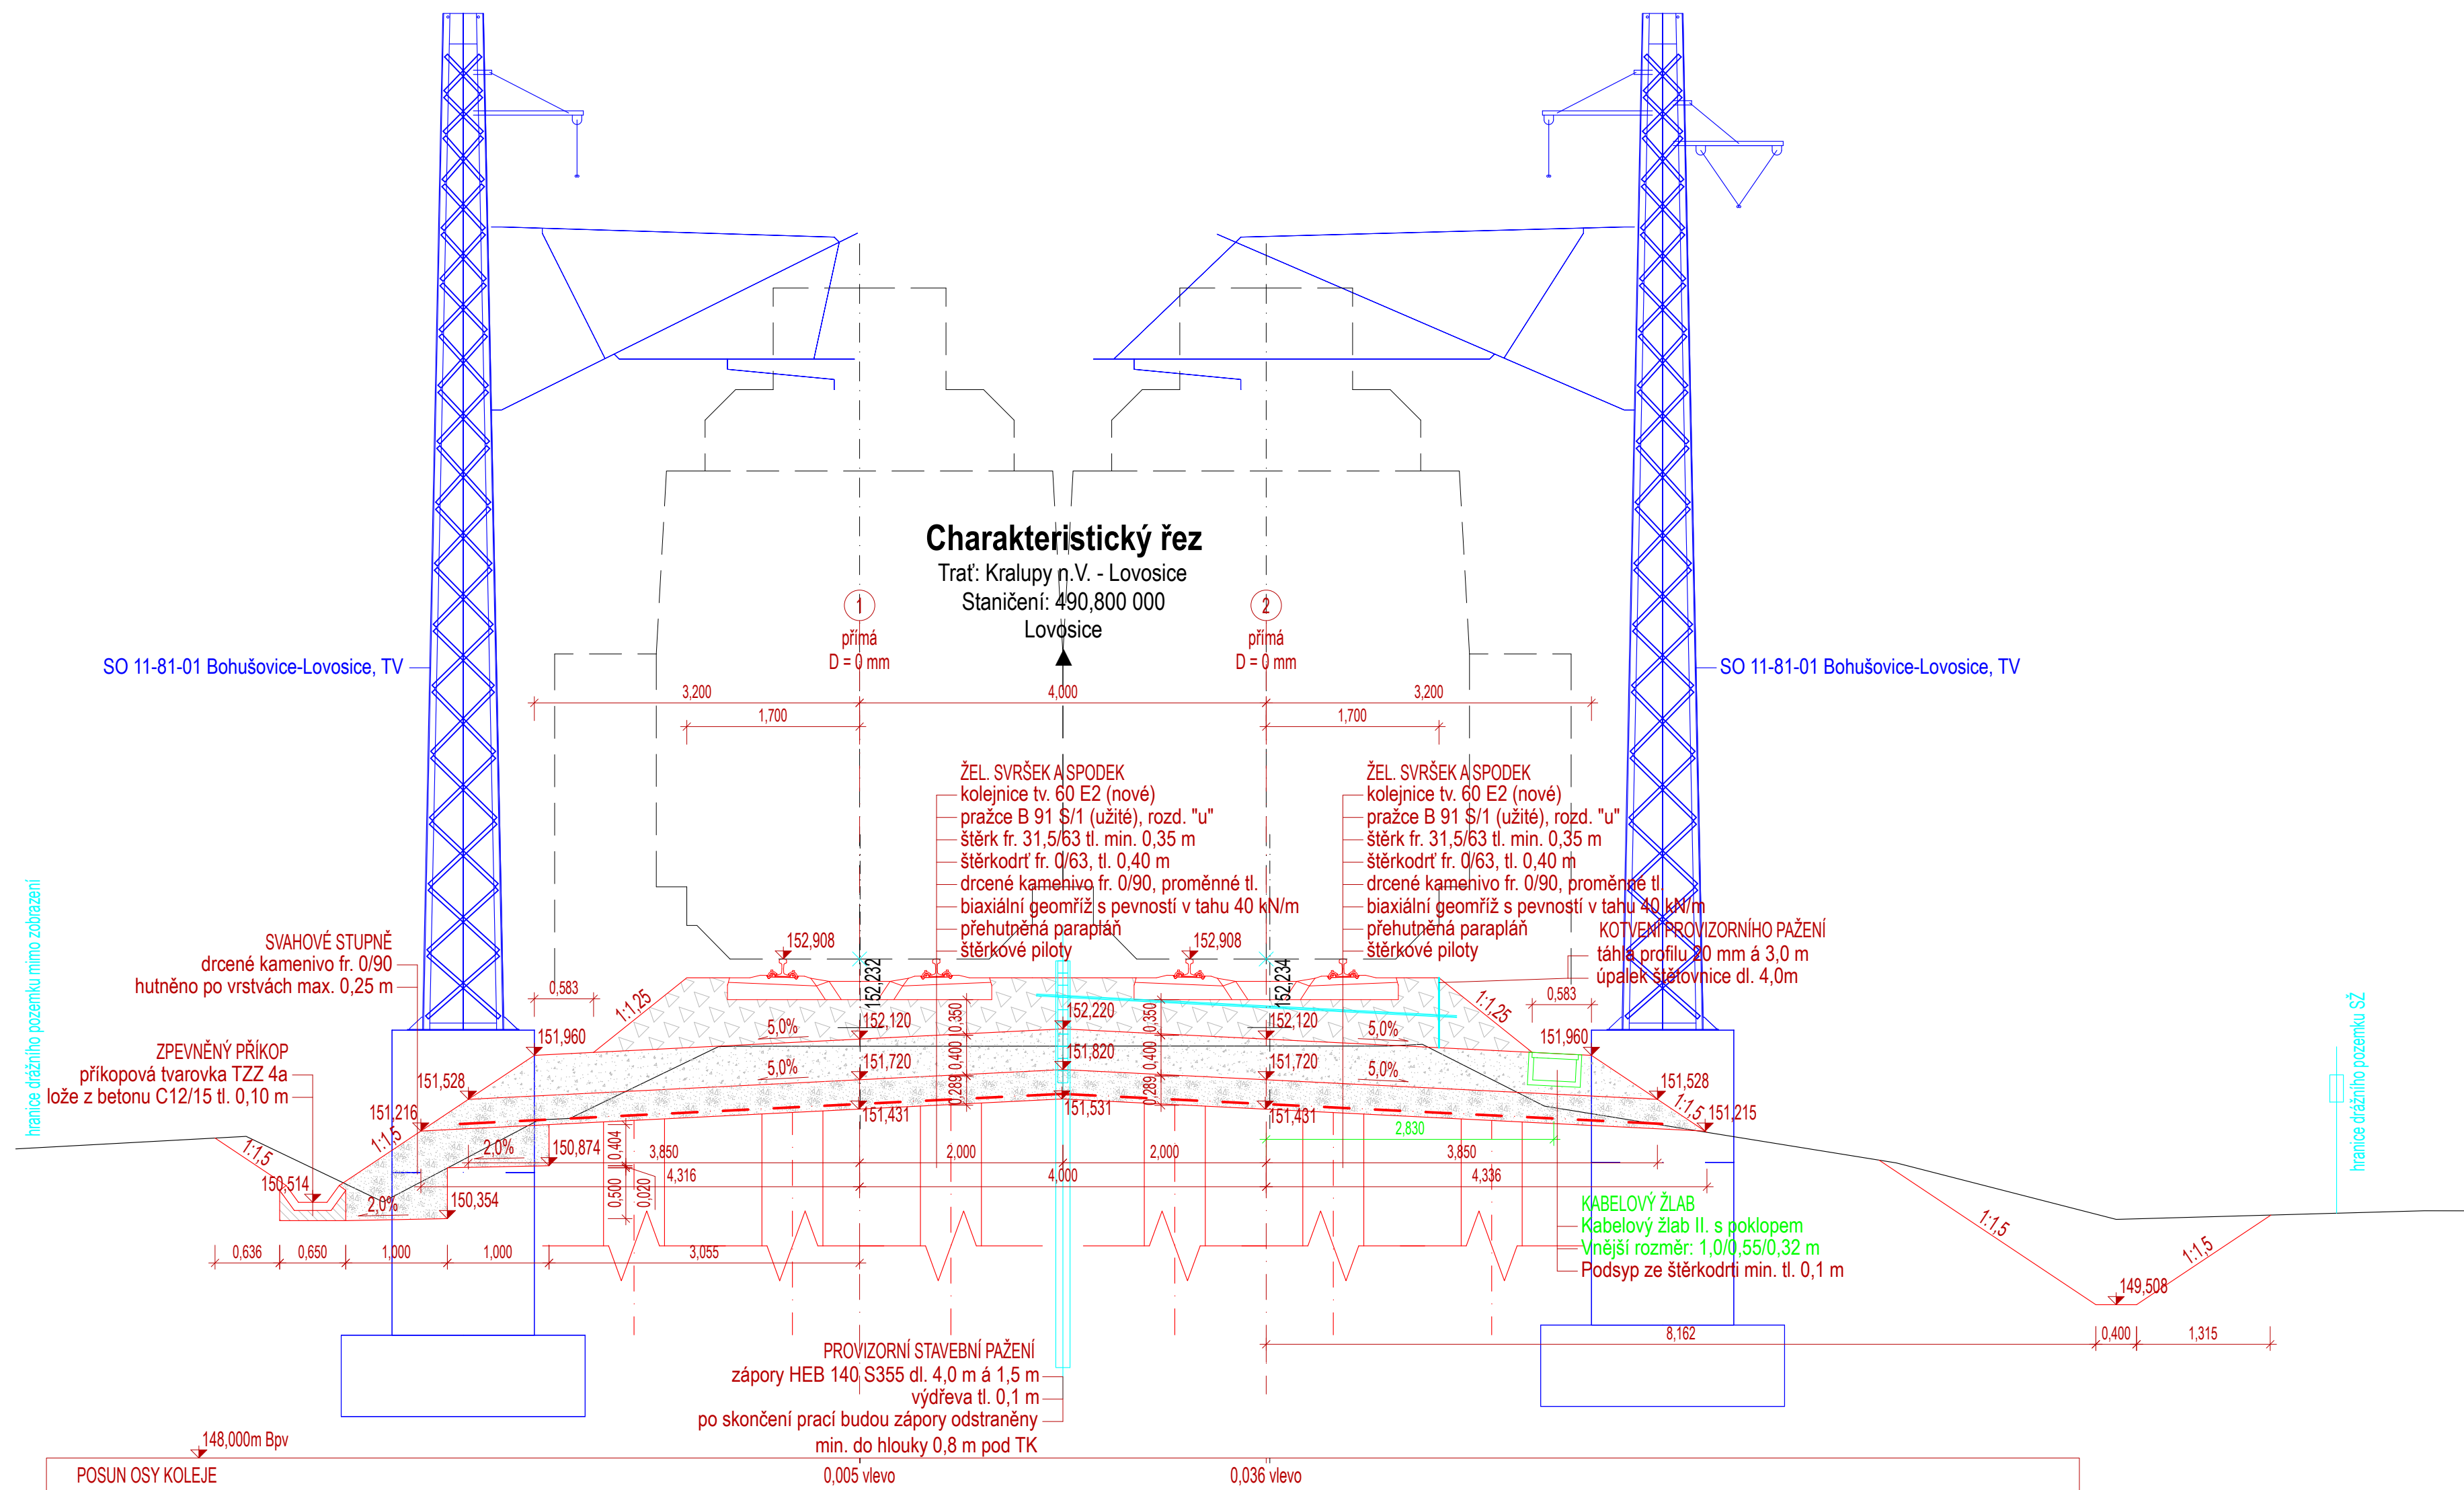 Charakteristický řez
Trať: Kralupy n.V. - Lovosice
Staničení: 490,800 000
Lovosice
1
přímá
D = 0 mm
2
přímá
D = 0 mm
SO 11-81-01 Bohušovice-Lovosice, TV
SO 11-81-01 Bohušovice-Lovosice, TV
3,200
4,000
3,200
1,700
1,700
ŽEL. SVRŠEK A SPODEK
kolejnice tv. 60 E2 (nové)
pražce B 91 S/1 (užité), rozd. "u"
štěrk fr. 31,5/63 tl. min. 0,35 m
štěrkodrť fr. 0/63, tl. 0,40 m
drcené kamenivo fr. 0/90, proměnné tl.
biaxiální geomříž s pevností v tahu 40 kN/m
přehutněná parapláň
štěrkové piloty
ŽEL. SVRŠEK A SPODEK
kolejnice tv. 60 E2 (nové)
pražce B 91 S/1 (užité), rozd. "u"
štěrk fr. 31,5/63 tl. min. 0,35 m
štěrkodrť fr. 0/63, tl. 0,40 m
drcené kamenivo fr. 0/90, proměnné tl.
biaxiální geomříž s pevností v tahu 40 kN/m
přehutněná parapláň
štěrkové piloty
KOTVENÍ PROVIZORNÍHO PAŽENÍ
táhla profilu 20 mm á 3,0 m
úpalek štětovnice dl. 4,0m
hranice drážního pozemku mimo zobrazení
hranice drážního pozemku SŽ
SVAHOVÉ STUPNĚ
drcené kamenivo fr. 0/90
hutněno po vrstvách max. 0,25 m
ZPEVNĚNÝ PŘÍKOP
příkopová tvarovka TZZ 4a
lože z betonu C12/15 tl. 0,10 m
152,908
152,908
152,232
152,234
0,583
0,583
1:1,25
1:1,25
151,960
151,960
5,0%
152,120
0,350
152,220
0,350
152,120
5,0%
5,0%
151,720
0,400
151,820
0,400
151,720
5,0%
151,528
151,528
151,216
151,215
0,289
0,289
151,431
151,531
151,431
1:1,5
1:1,5
1:1,5
2,830
2,0%
150,874
0,404
3,850
2,000
2,000
3,850
150,514
2,0%
150,354
0,500
0,020
4,316
4,000
4,336
0,636
0,650
1,000
1,000
3,055
KABELOVÝ ŽLAB
Kabelový žlab II. s poklopem
Vnější rozměr: 1,0/0,55/0,32 m
Podsyp ze štěrkodrti min. tl. 0,1 m
1:1,5
1:1,5
149,508
8,162
0,400
1,315
PROVIZORNÍ STAVEBNÍ PAŽENÍ
zápory HEB 140 S355 dl. 4,0 m á 1,5 m
výdřeva tl. 0,1 m
po skončení prací budou zápory odstraněny
min. do hlouky 0,8 m pod TK
148,000m Bpv
POSUN OSY KOLEJE
0,005 vlevo
0,036 vlevo